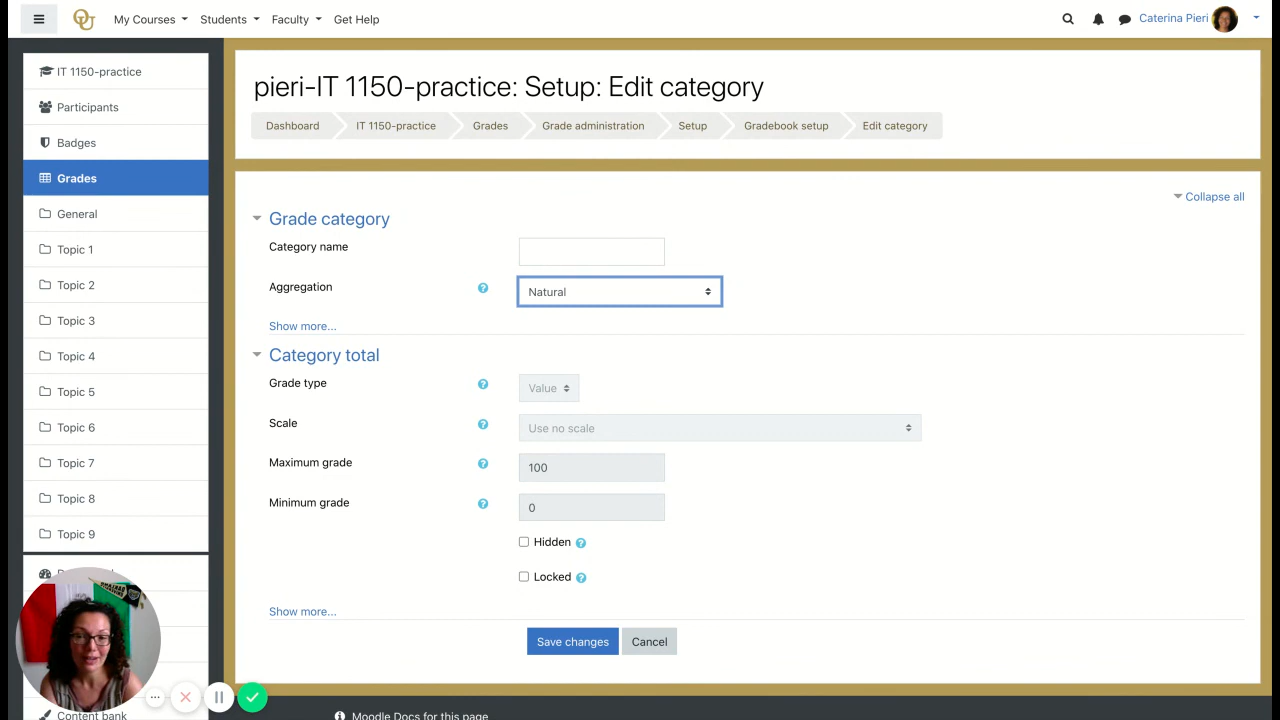 My Courses
Students
Faculty
Get Help
Caterina Pieri
IT 1150-practice
Participants
Badges
Grades
General
Topic 1
Topic 2
Topic 3
Topic 4
Topic 5
Topic 6
Topic 7
Topic 8
Topic 9
Content bank
pieri-IT 1150-practice: Setup: Edit category
Dashboard
IT 1150-practice
Grades
Grade administration
Setup
Gradebook setup
Edit category
Collapse all
Grade category
Category name
Aggregation
Natural
Show more...
Category total
Grade type
Value
Scale
Use no scale
Maximum grade
100
Minimum grade
0
Hidden
Locked
Show more...
Save changes
Cancel
Moodle Docs for this page